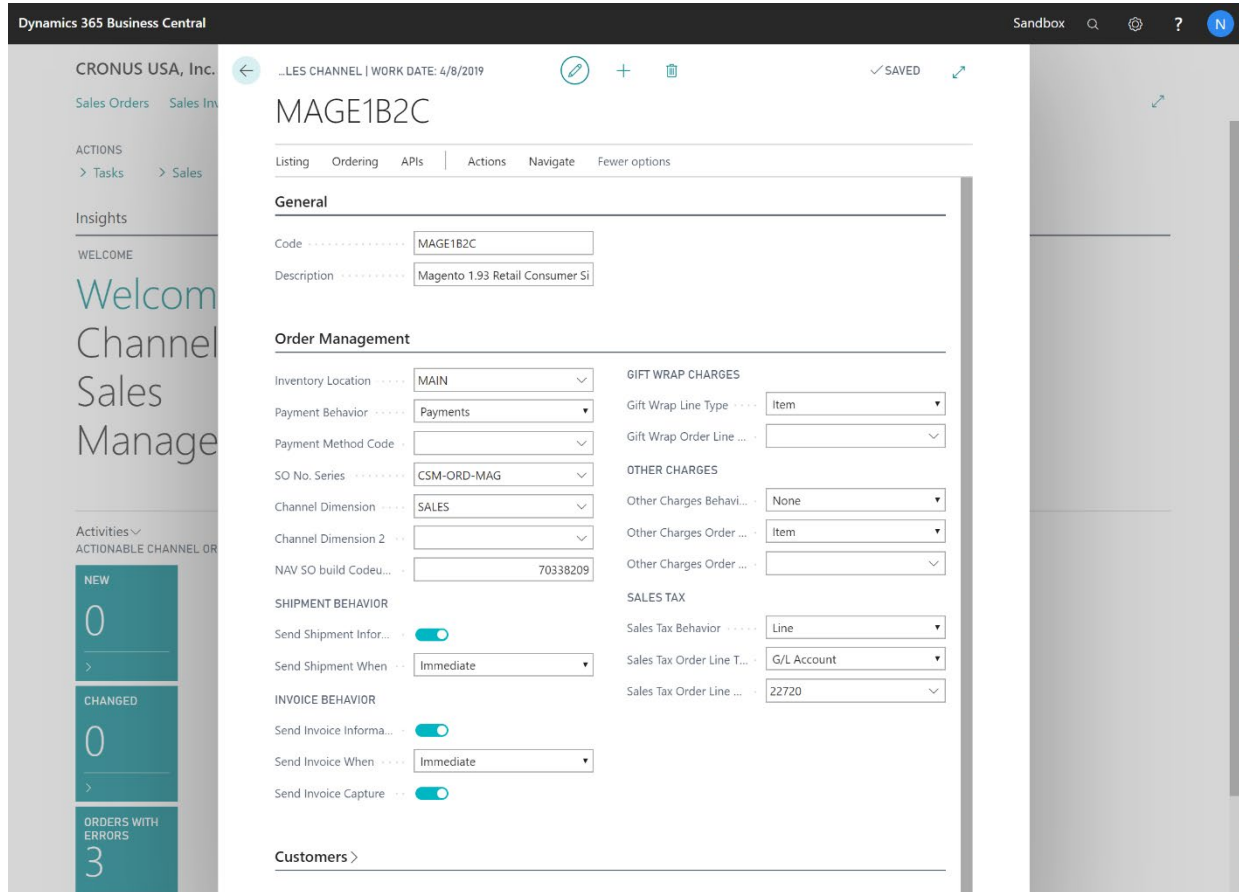 Dynamics 365 Business Central
Sandbox
?
N
CRONUS USA, Inc.
Sales Orders Sales Inv
ACTIONS
> Tasks > Sales
Insights
WELCOME
Welcom
Channel
Sales
Manage
Activities
ACTIONABLE CHANNEL OR
NEW
0
>
CHANGED
0
>
ORDERS WITH
ERRORS
3
...LES CHANNEL | WORK DATE: 4/8/2019
✓ SAVED
MAGE1B2C
Listing Ordering APIs | Actions Navigate Fewer options
General
Code MAGE1B2C
Description Magento 1.93 Retail Consumer Si
Order Management
Inventory Location MAIN
Payment Behavior Payments
Payment Method Code
SO No. Series CSM-ORD-MAG
Channel Dimension SALES
Channel Dimension 2
NAV SO build Codeu... 70338209
SHIPMENT BEHAVIOR
Send Shipment Infor...
Send Shipment When Immediate
INVOICE BEHAVIOR
Send Invoice Informa...
Send Invoice When Immediate
Send Invoice Capture
GIFT WRAP CHARGES
Gift Wrap Line Type Item
Gift Wrap Order Line ...
OTHER CHARGES
Other Charges Behavi... None
Other Charges Order ... Item
Other Charges Order ...
SALES TAX
Sales Tax Behavior Line
Sales Tax Order Line T... G/L Account
Sales Tax Order Line ... 22720
Customers >